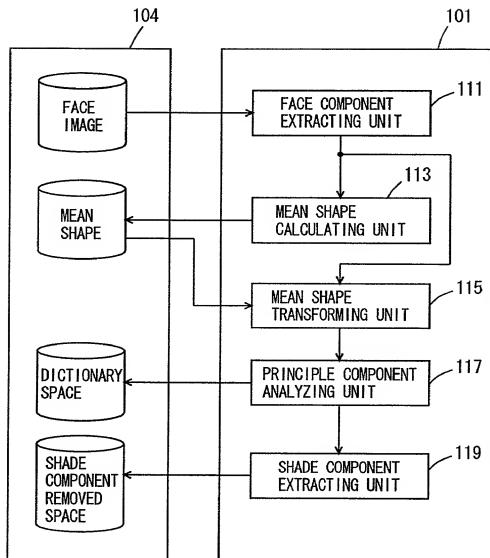 104
101
FACE
IMAGE
FACE COMPONENT
EXTRACTING UNIT
111
113
MEAN
SHAPE
MEAN SHAPE
CALCULATING UNIT
MEAN SHAPE
TRANSFORMING UNIT
115
DICTIONARY
SPACE
PRINCIPLE COMPONENT
ANALYZING UNIT
117
SHADE
COMPONENT
REMOVED
SPACE
SHADE COMPONENT
EXTRACTING UNIT
119